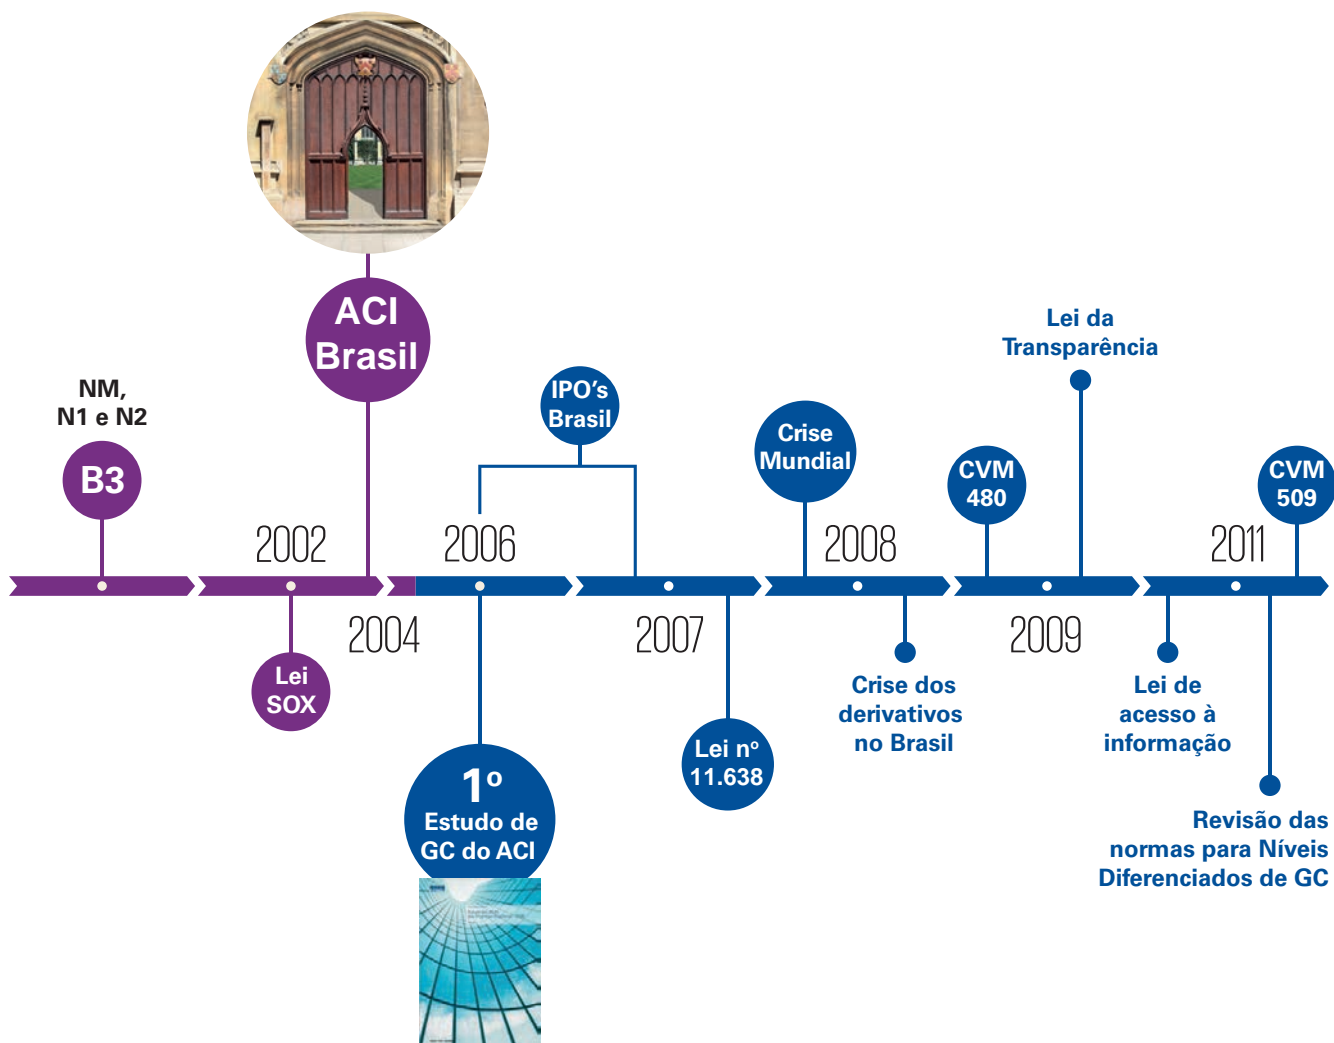 ACI
Brasil
NM,
N1 e N2
B3
IPO's
Brasil
Crise
Mundial
Lei da
Transparência
CVM
480
CVM
509
2002
2006
2008
2011
2004
2007
2009
Lei
SOX
1º
Estudo de
GC do ACI
Lei nº
11.638
Crise dos
derivativos
no Brasil
Lei de
acesso à
informação
Revisão das
normas para Níveis
Diferenciados de GC